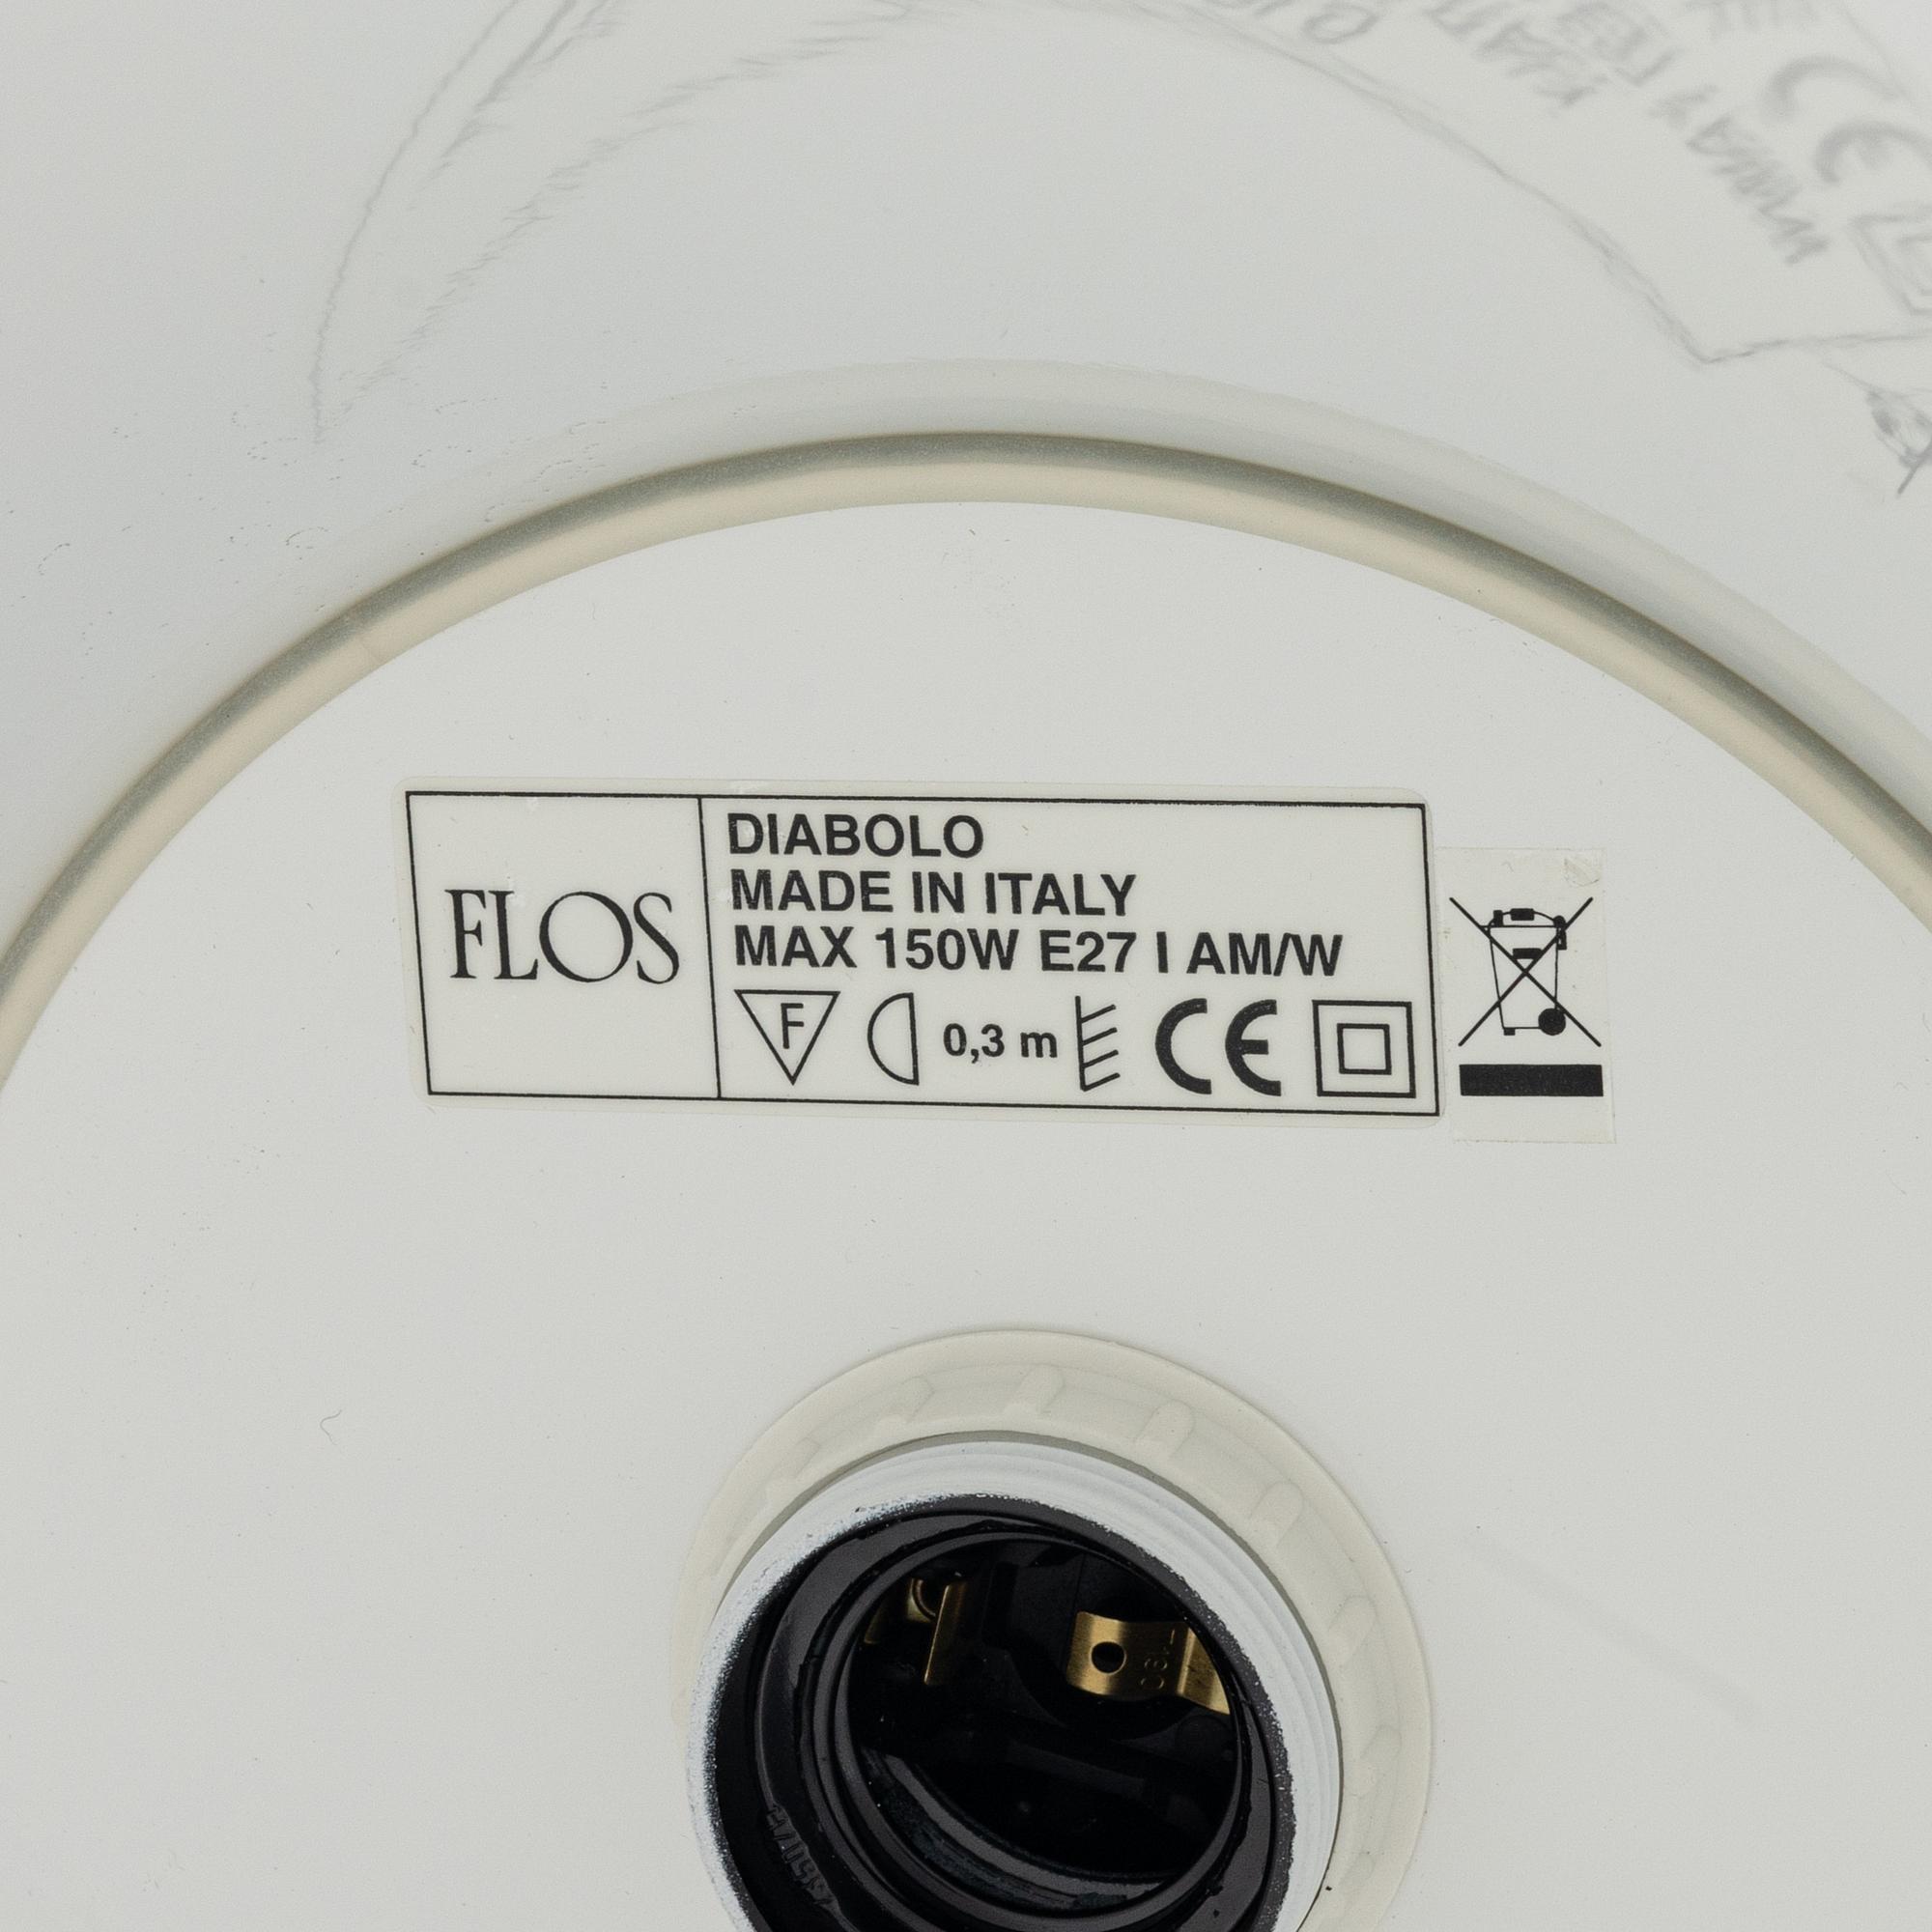 FLOS
DIABOLO
MADE IN ITALY
MAX 150W E27 I AM/W
F 0,3 m CE